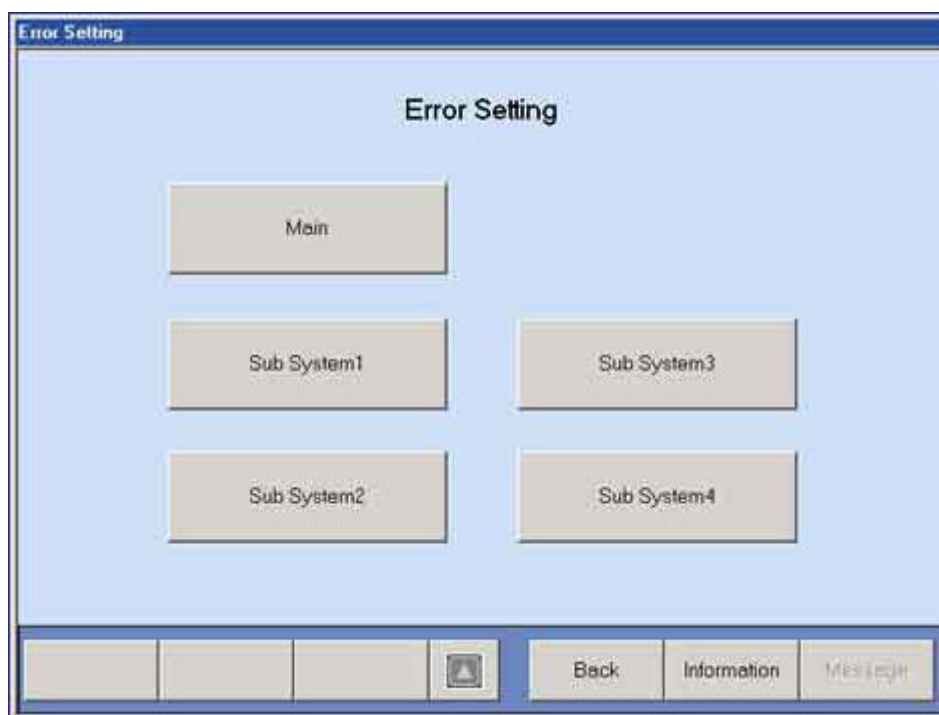 Error Setting
Error Setting
Main
Sub System1
Sub System3
Sub System2
Sub System4
Back
Information
Message